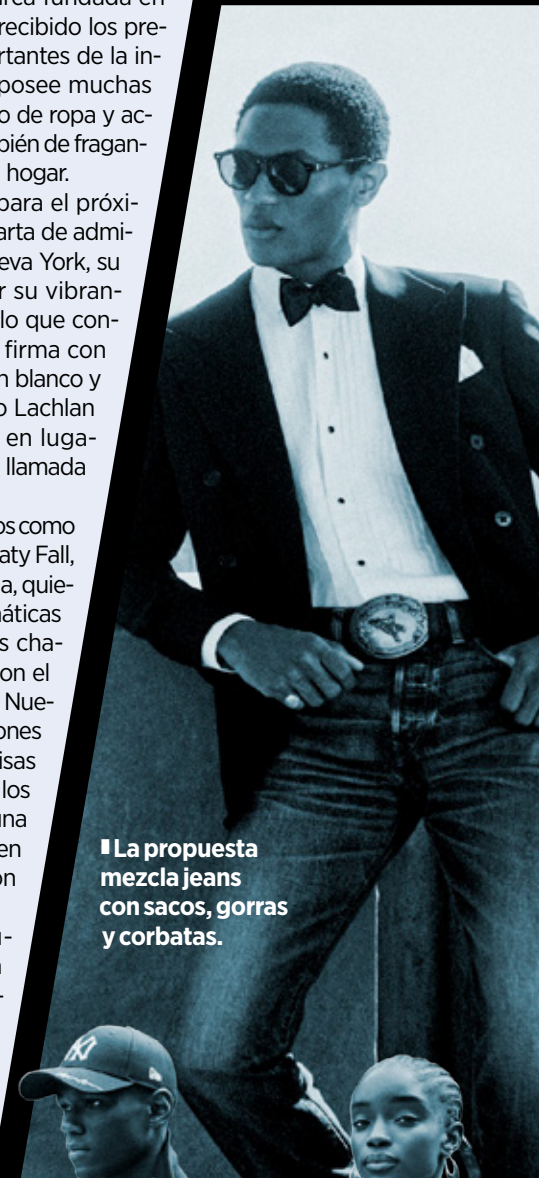 recibido los pre-
rtantes de la in-
posee muchas
o de ropa y ac-
bién de fragan-
hogar.
para el próxi-
arta de admi-
eva York, su
r su vibran-
lo que con-
firma con
n blanco y
o Lachlan
en luga-
llamada
os como
aty Fall,
a, quie-
máticas
s cha-
on el
Nue-
ones
isas
los
una
en
on
u-
La propuesta
mezcla jeans
con sacos, gorras
y corbatas.
NY